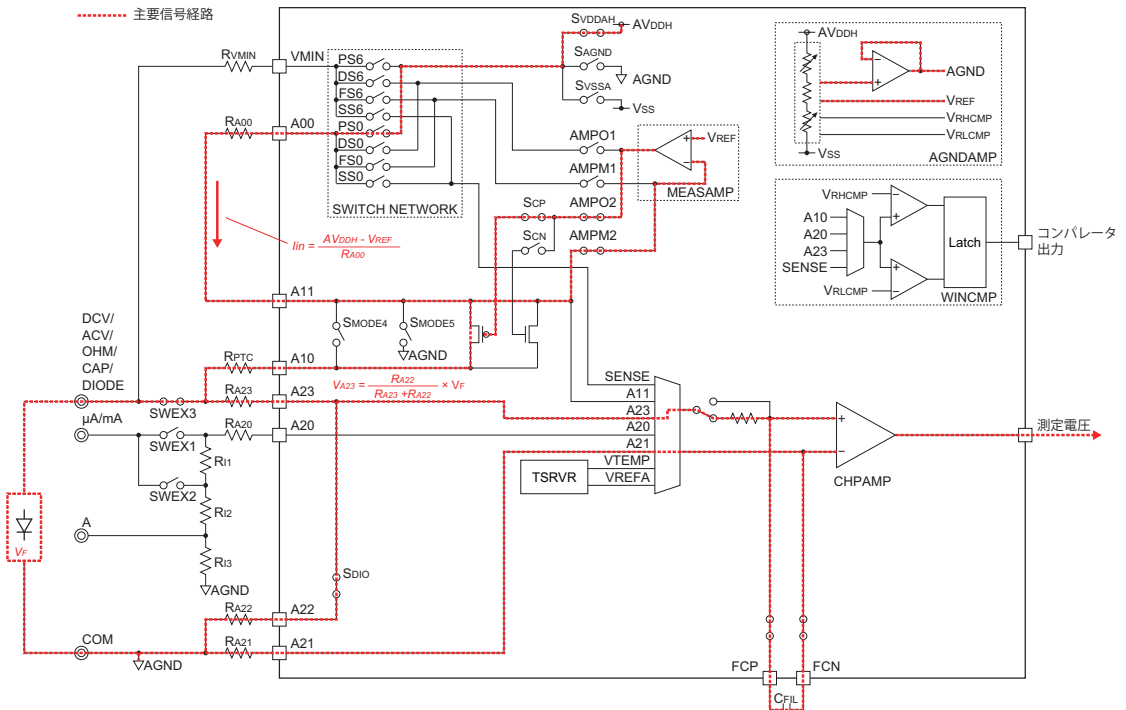 主要信号経路
SVDDAH
AVDDH
SAGND
AGND
SVSSA
VSS
RVMIN
VMIN
PS6
DS6
FS6
SS6
PS0
DS0
FS0
SS0
SWITCH NETWORK
RA00
A00
Iin = AVDDH - VREF
RA00
AMPO1
AMPM1
AMPO2
AMPM2
SCP
SCN
VREF
MEASAMP
AVDDH
VSS
AGND
VREF
VRHCMP
VRLCMP
AGNDAMP
VRHCMP
A10
A20
A23
SENSE
VRLCMP
Latch
WINCMP
コンパレータ
出力
A11
SMODE4
SMODE5
AGND
DCV/
ACV/
OHM/
CAP/
DIODE
RPTC
A10
VA23 = RA22
RA23 +RA22
× VF
RA23
A23
SWEX3
μA/mA
RA20
A20
SWEX1
RI1
SWEX2
RI2
A
RI3
AGND
VF
SDIO
RA22
A22
COM
RA21
A21
AGND
SENSE
A11
A23
A20
A21
VTEMP
VREFA
TSRVR
CHPAMP
測定電圧
FCP
FCN
CFIL